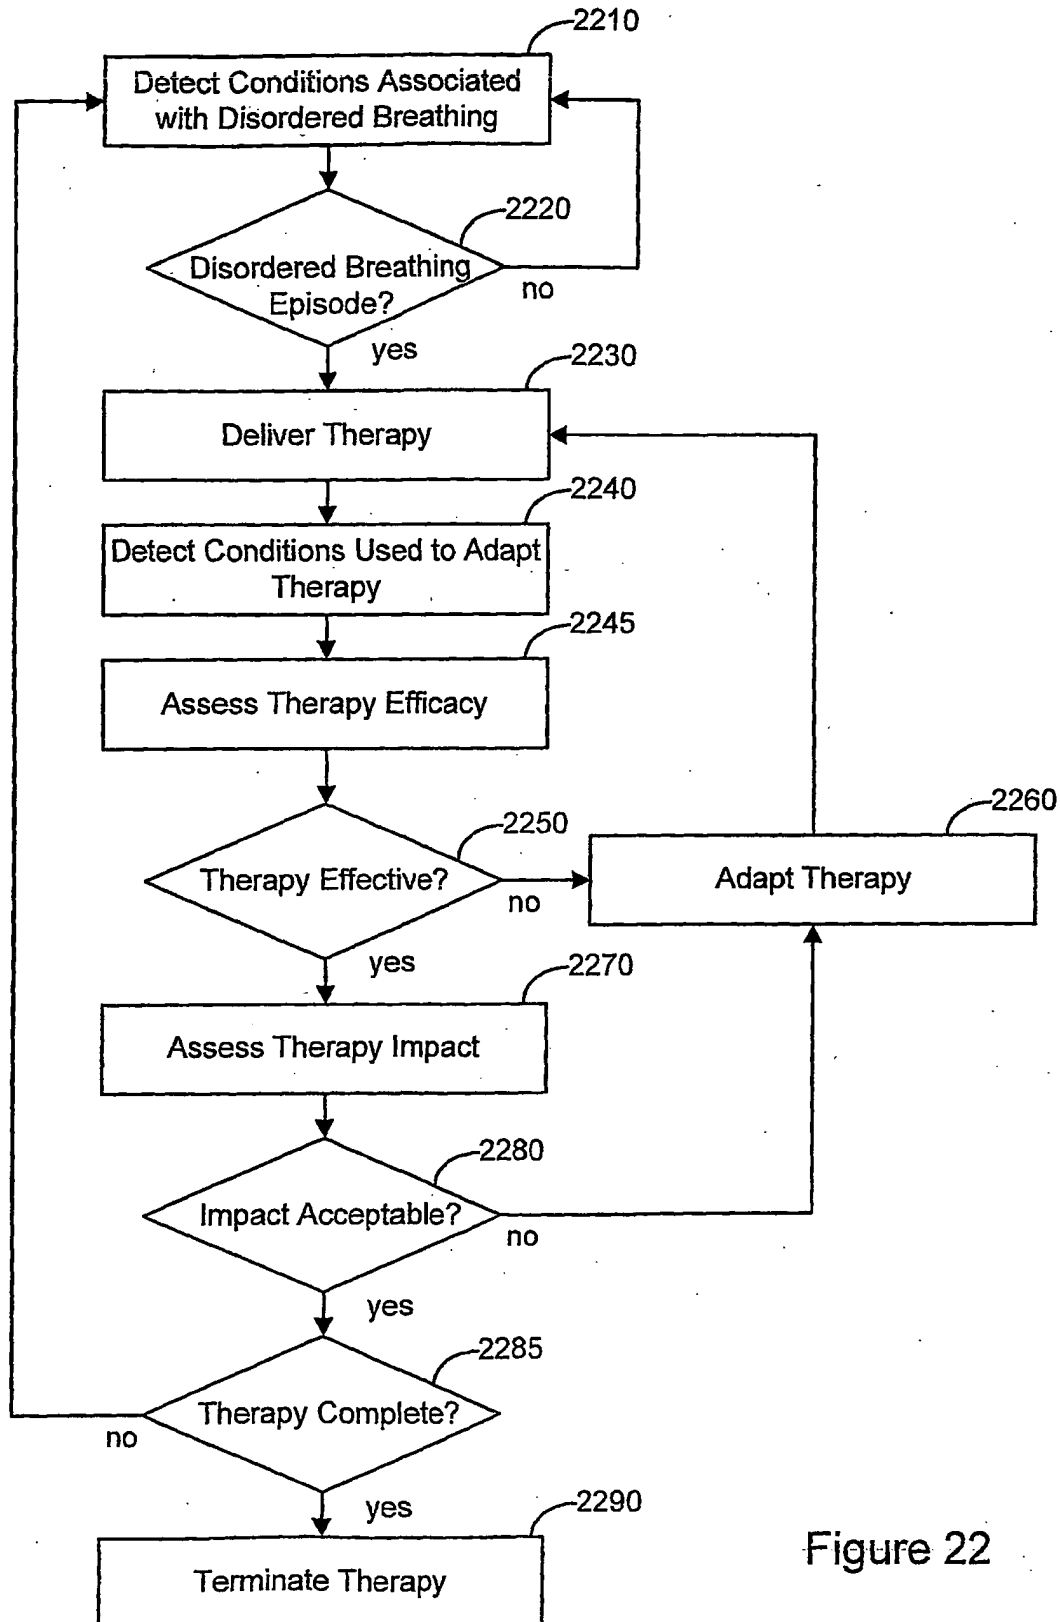 2210
Detect Conditions Associated
with Disordered Breathing
2220
Disordered Breathing
Episode?
no
yes
2230
Deliver Therapy
2240
Detect Conditions Used to Adapt
Therapy
2245
Assess Therapy Efficacy
2250
Therapy Effective?
no
2260
Adapt Therapy
yes
2270
Assess Therapy Impact
2280
Impact Acceptable?
no
yes
2285
Therapy Complete?
no
yes
2290
Terminate Therapy
Figure 22